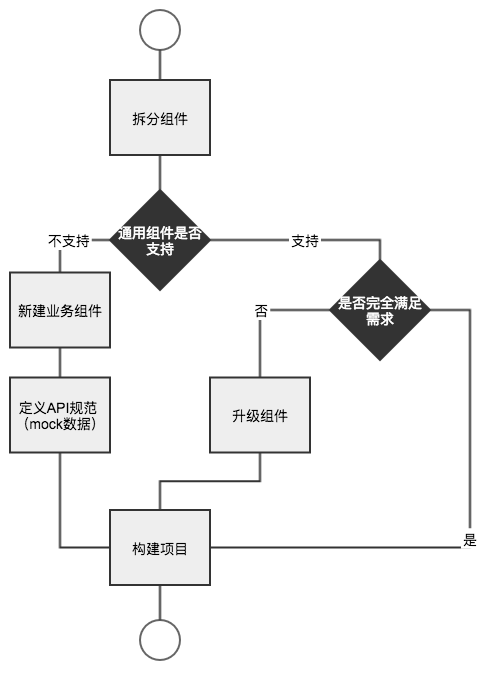 拆分组件
通用组件是否
支持
不支持
支持
新建业务组件
是否完全满足
需求
否
定义API规范
（mock数据）
升级组件
构建项目
是